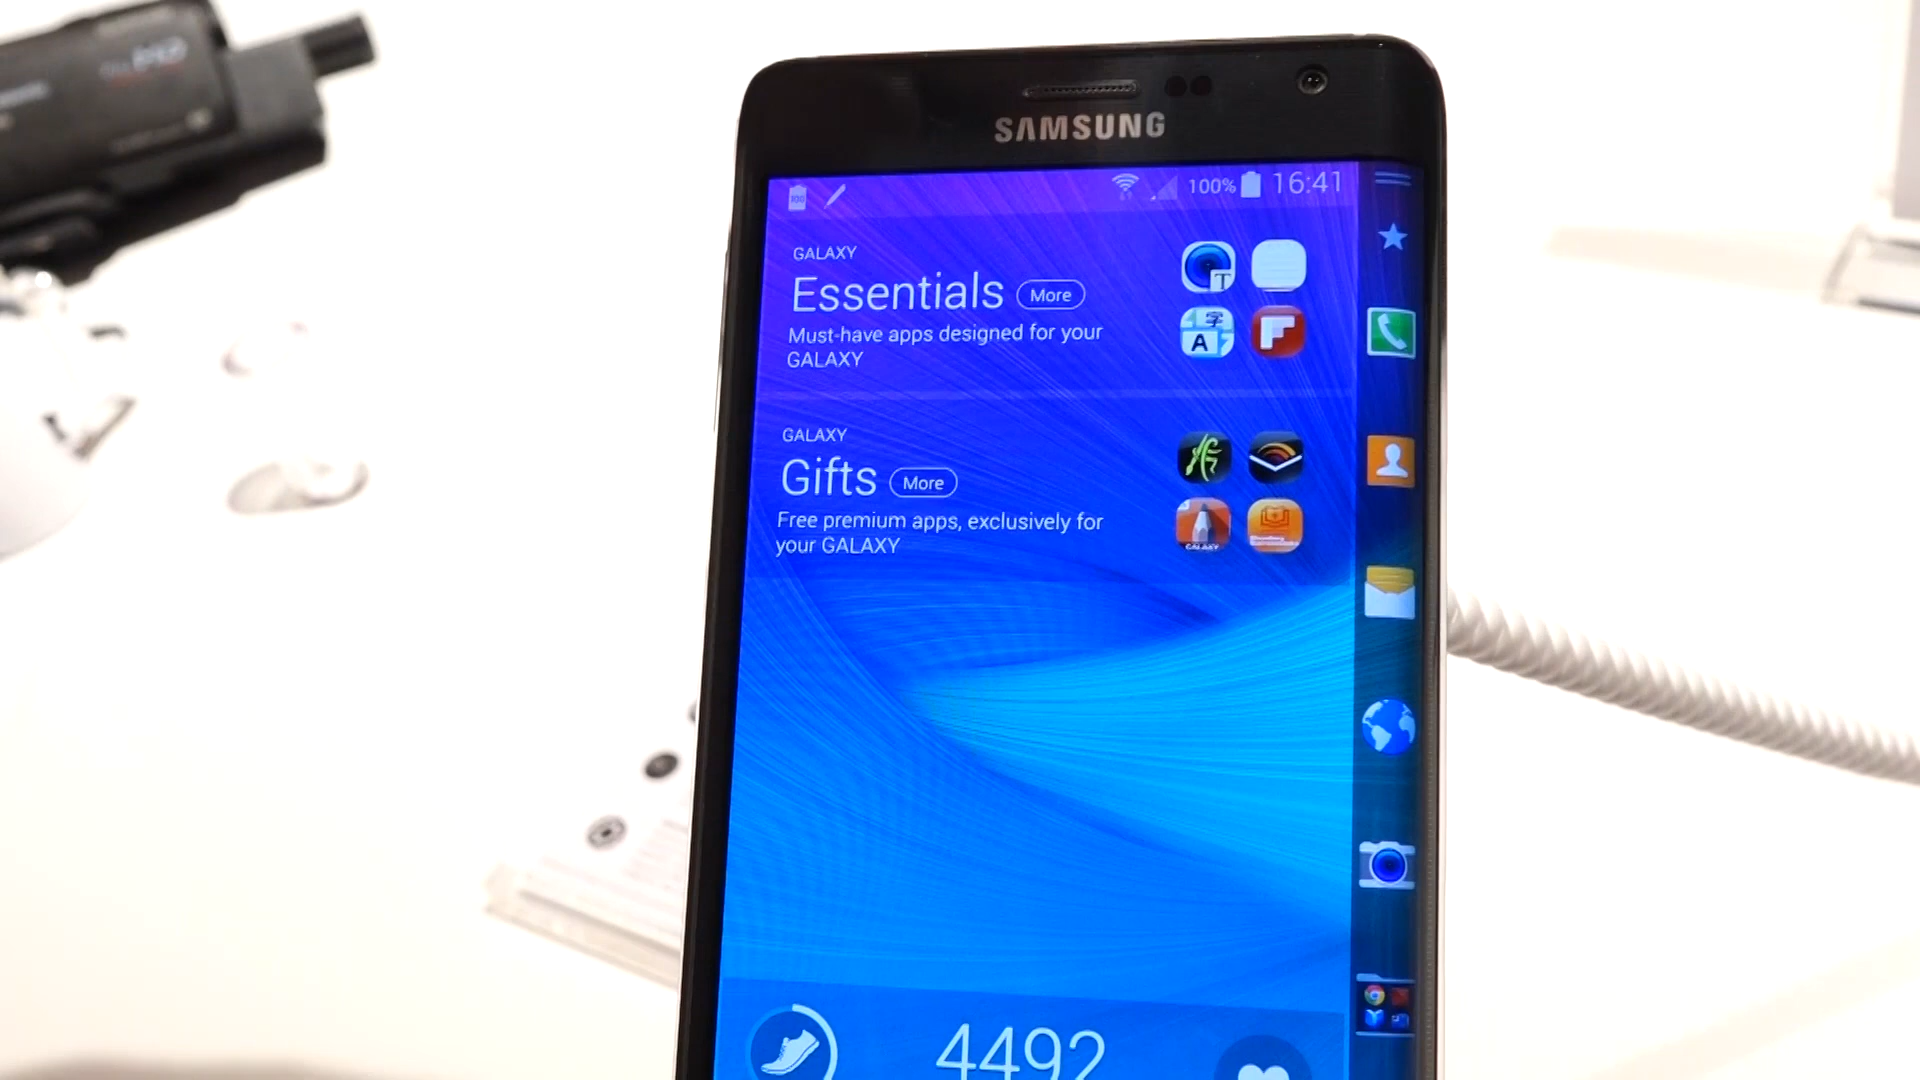 SAMSUNG
100% 16:41
GALAXY
Essentials More
Must-have apps designed for your
GALAXY
GALAXY
Gifts More
Free premium apps, exclusively for
your GALAXY
4492